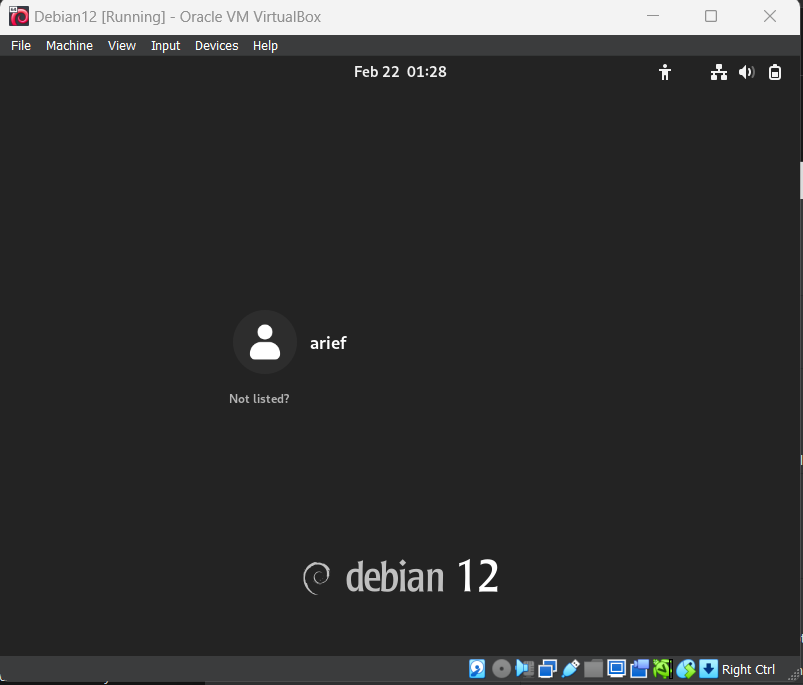 Debian12 [Running] - Oracle VM VirtualBox
File Machine View Input Devices Help
Feb 22 01:28
arief
Not listed?
debian 12
Right Ctrl